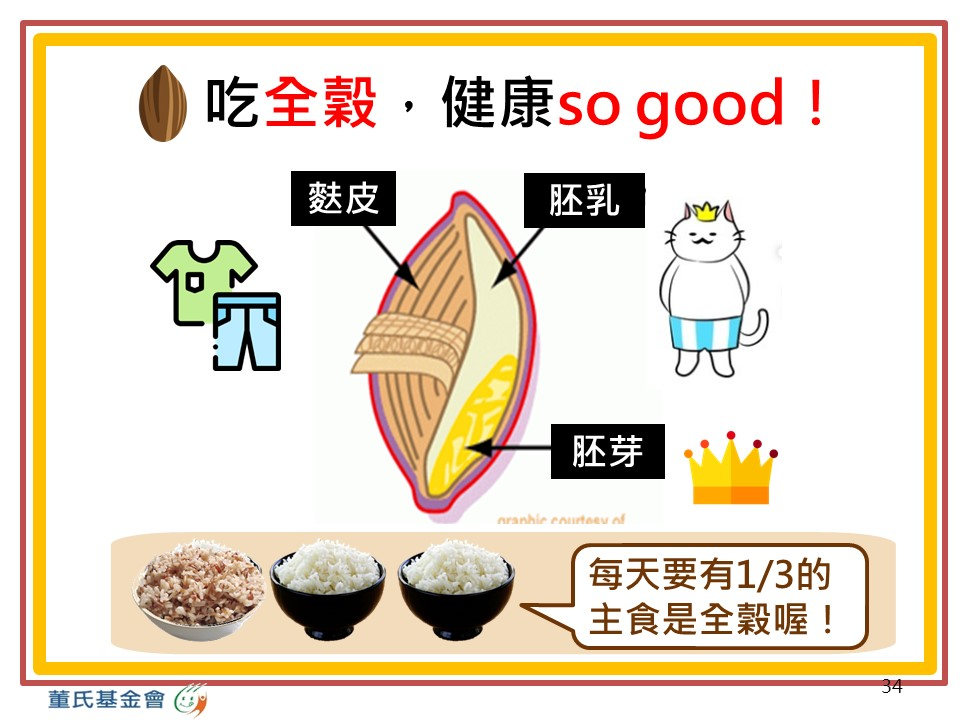 吃全穀，健康so good！
麩皮
胚乳
胚芽
graphic courtesy of
每天要有1/3的
主食是全穀喔！
34
董氏基金會